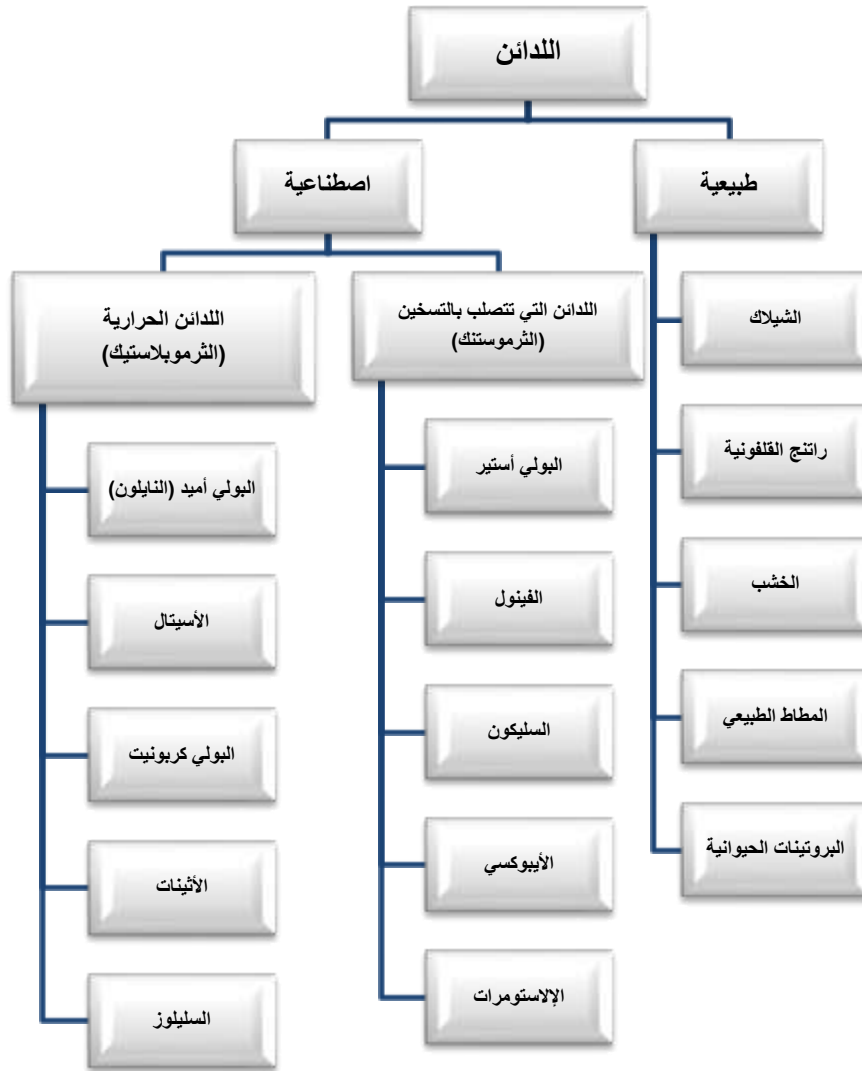 اللدائن
طبيعية
اصطناعية
الشيلاك
راتنج القلفونية
الخشب
المطاط الطبيعي
البروتينات الحيوانية
اللدائن التي تتصلب بالتسخين
(الثرموستنك)
البولي أستير
الفينول
السليكون
الأيبوكسي
الإلاستومرات
اللدائن الحرارية
(الثرموبلاستيك)
البولي أميد (النايلون)
الأسيتال
البولي كربونيت
الأثينات
السليلوز